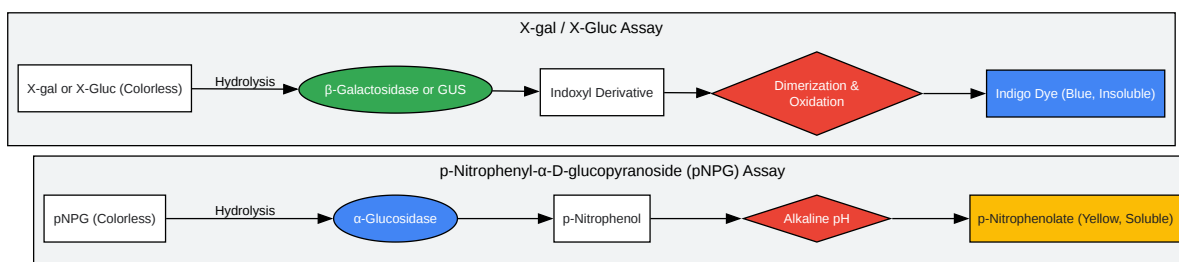 X-gal / X-Gluc Assay
X-gal or X-Gluc (Colorless)
Hydrolysis
β-Galactosidase or GUS
Indoxyl Derivative
Dimerization &
Oxidation
Indigo Dye (Blue, Insoluble)
p-Nitrophenyl-α-D-glucopyranoside (pNPG) Assay
pNPG (Colorless)
Hydrolysis
α-Glucosidase
p-Nitrophenol
Alkaline pH
p-Nitrophenolate (Yellow, Soluble)